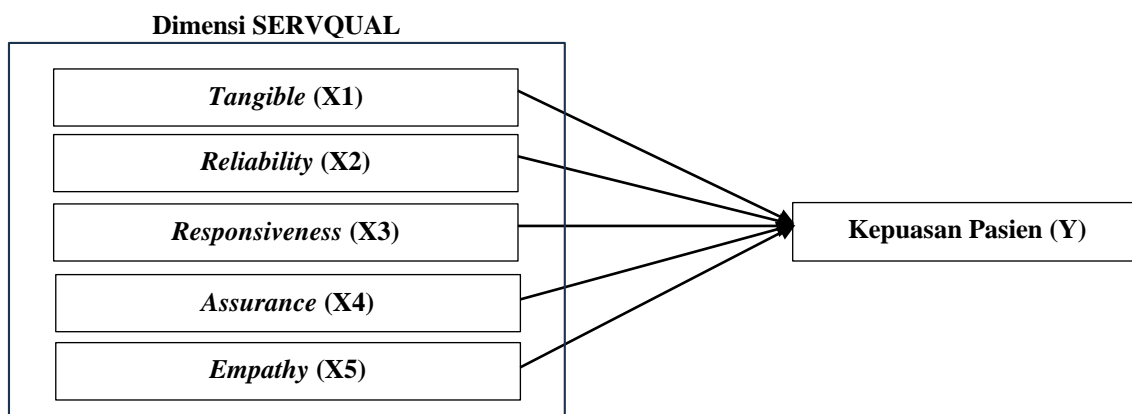 Dimensi SERVQUAL
Tangible (X1)
Reliability (X2)
Responsiveness (X3)
Assurance (X4)
Empathy (X5)
Kepuasan Pasien (Y)